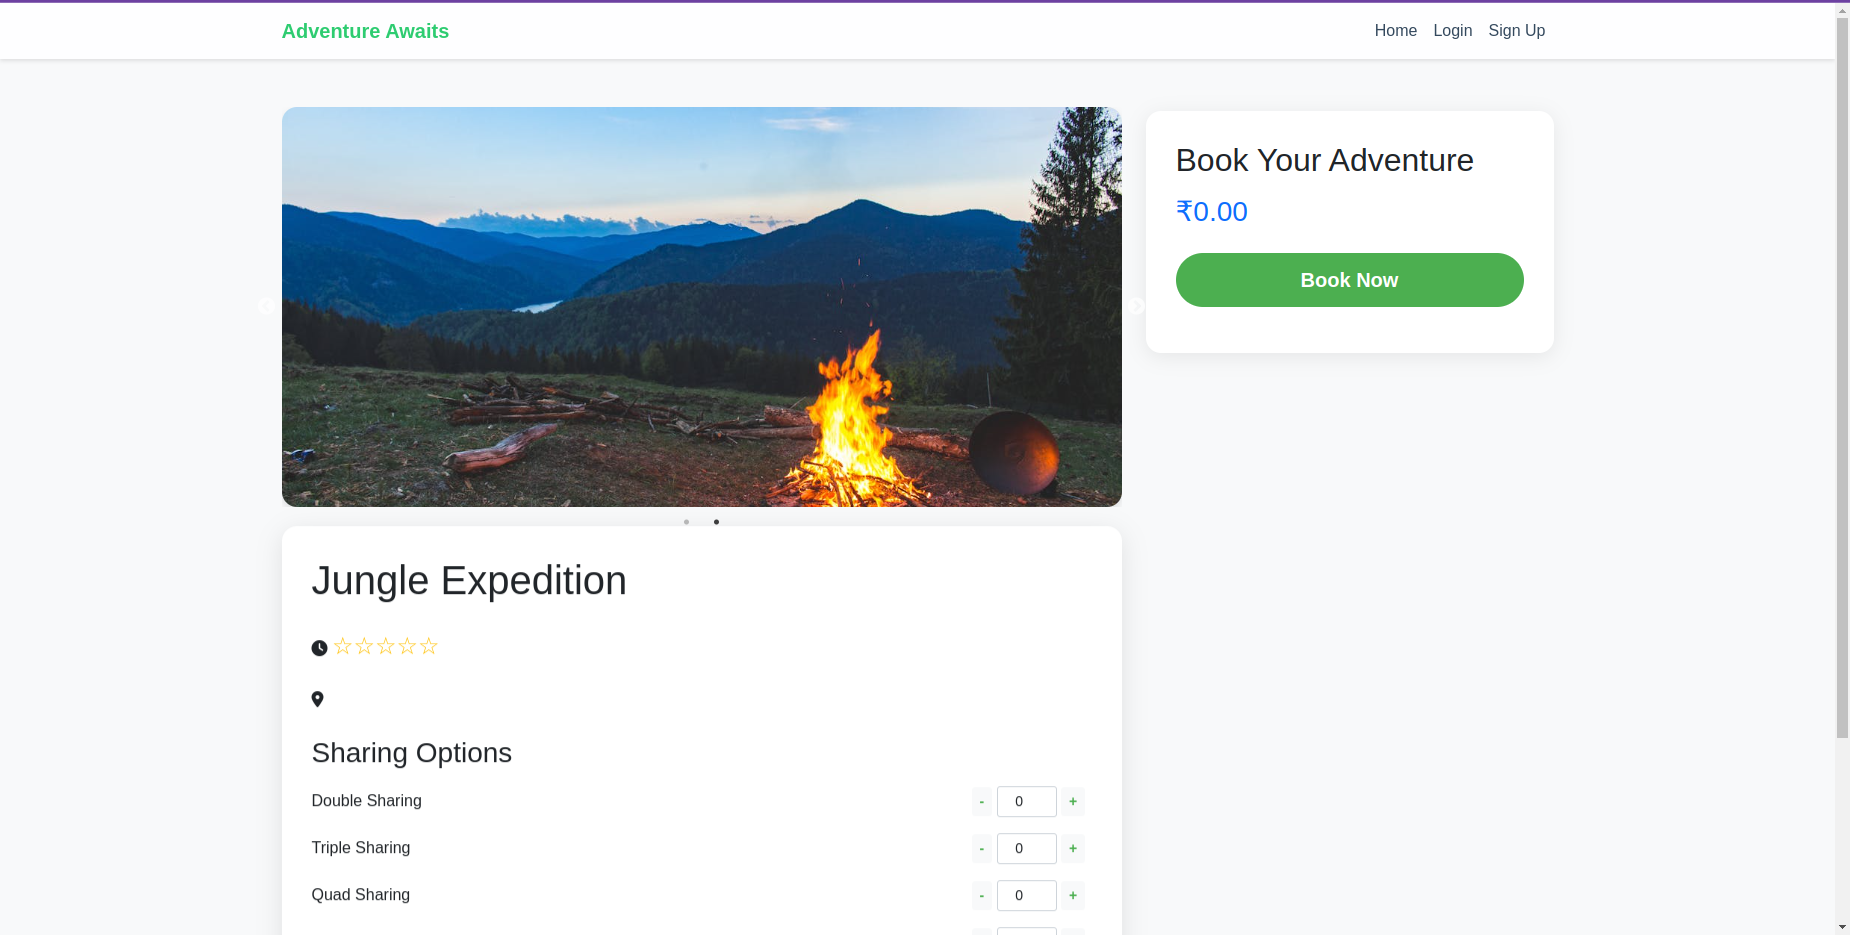 Adventure Awaits
Home Login Sign Up
Book Your Adventure
₹0.00
Book Now
Jungle Expedition
Sharing Options
Double Sharing - 0 +
Triple Sharing - 0 +
Quad Sharing - 0 +